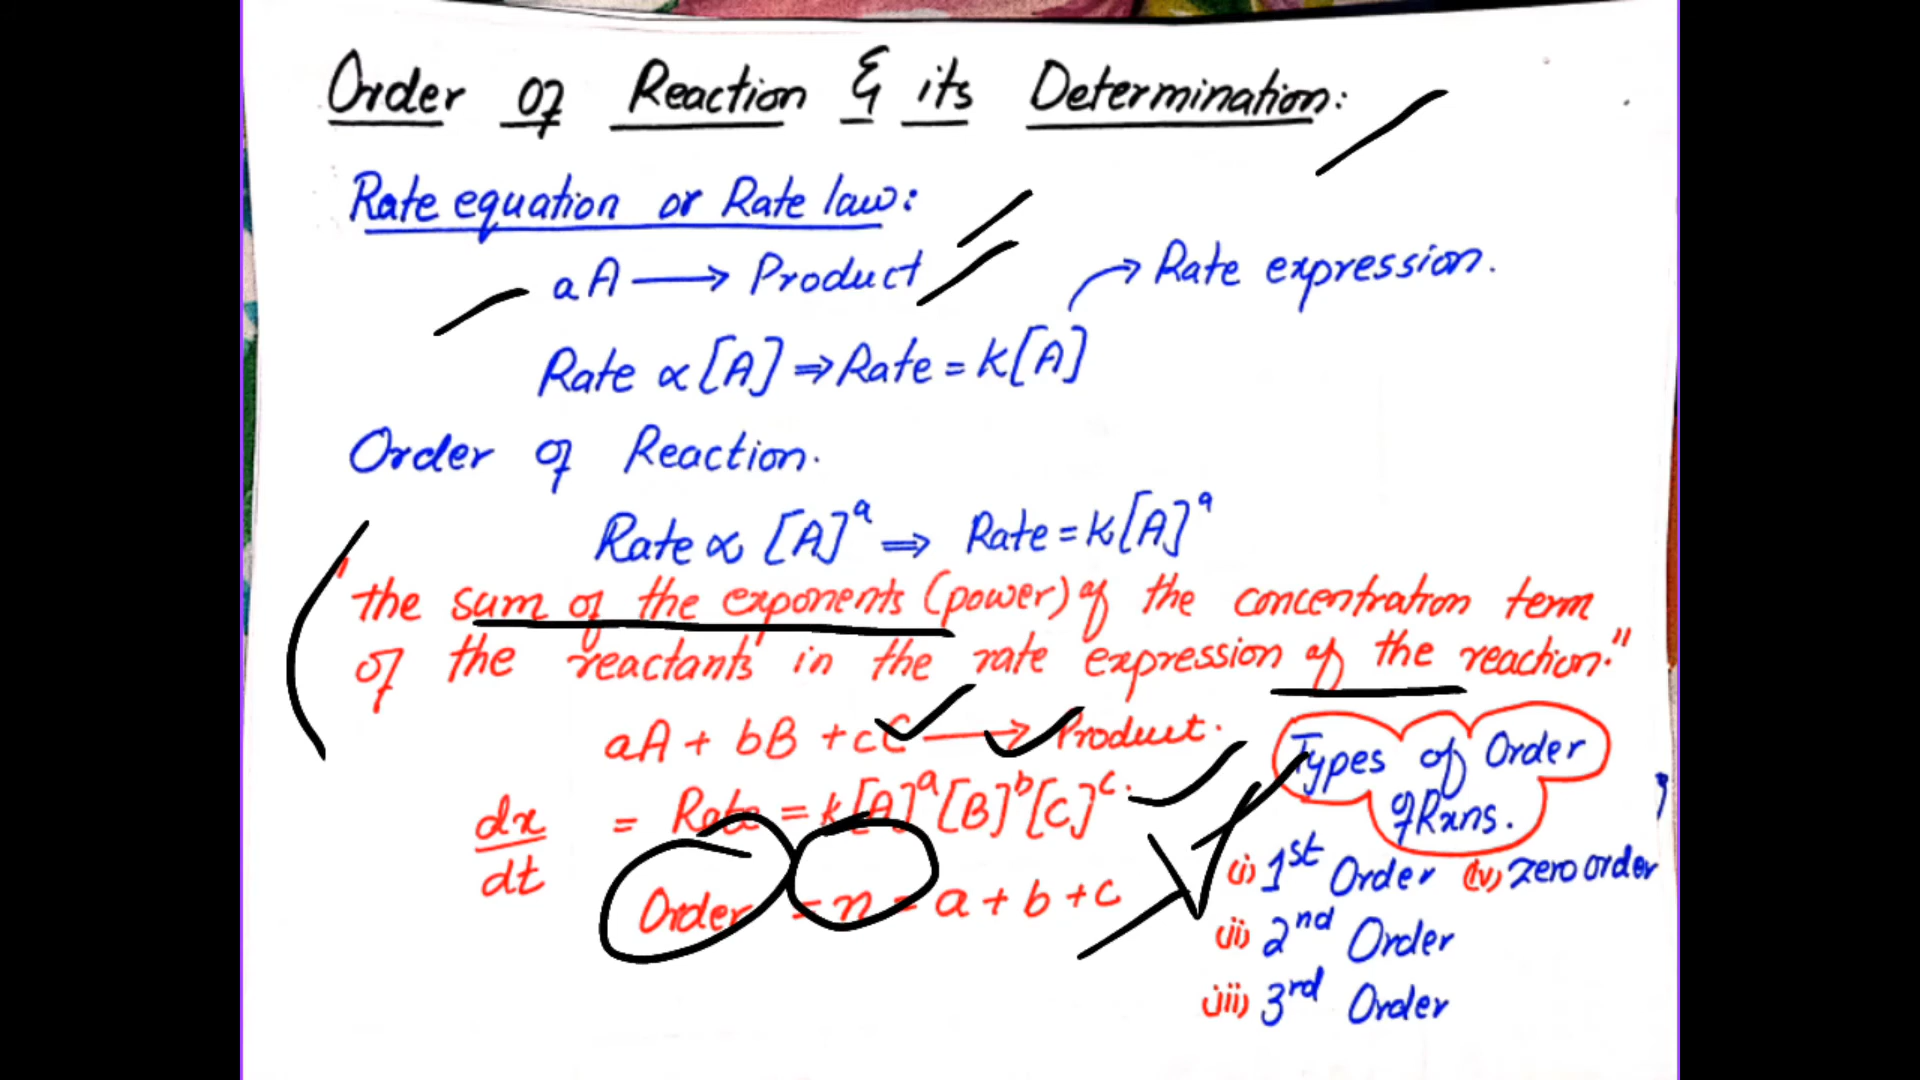 Order of Reaction & its Determination:
Rate equation or Rate law:
aA ⟶ Product
Rate expression.
Rate ∝ [A] ⇒ Rate = K[A]
Order of Reaction.
Rate ∝ [A]^a ⇒ Rate = K[A]^a
"the sum of the exponents (power) of the concentration term
of the reactants in the rate expression of the reaction."
aA + bB + cC ⟶ Product.
dx/dt = Rate = k[A]^a [B]^b [C]^c.
Order = n = a + b + c
Types of Order
of Rxns.
(i) 1st Order (iv) zero order
(ii) 2nd Order
(iii) 3rd Order